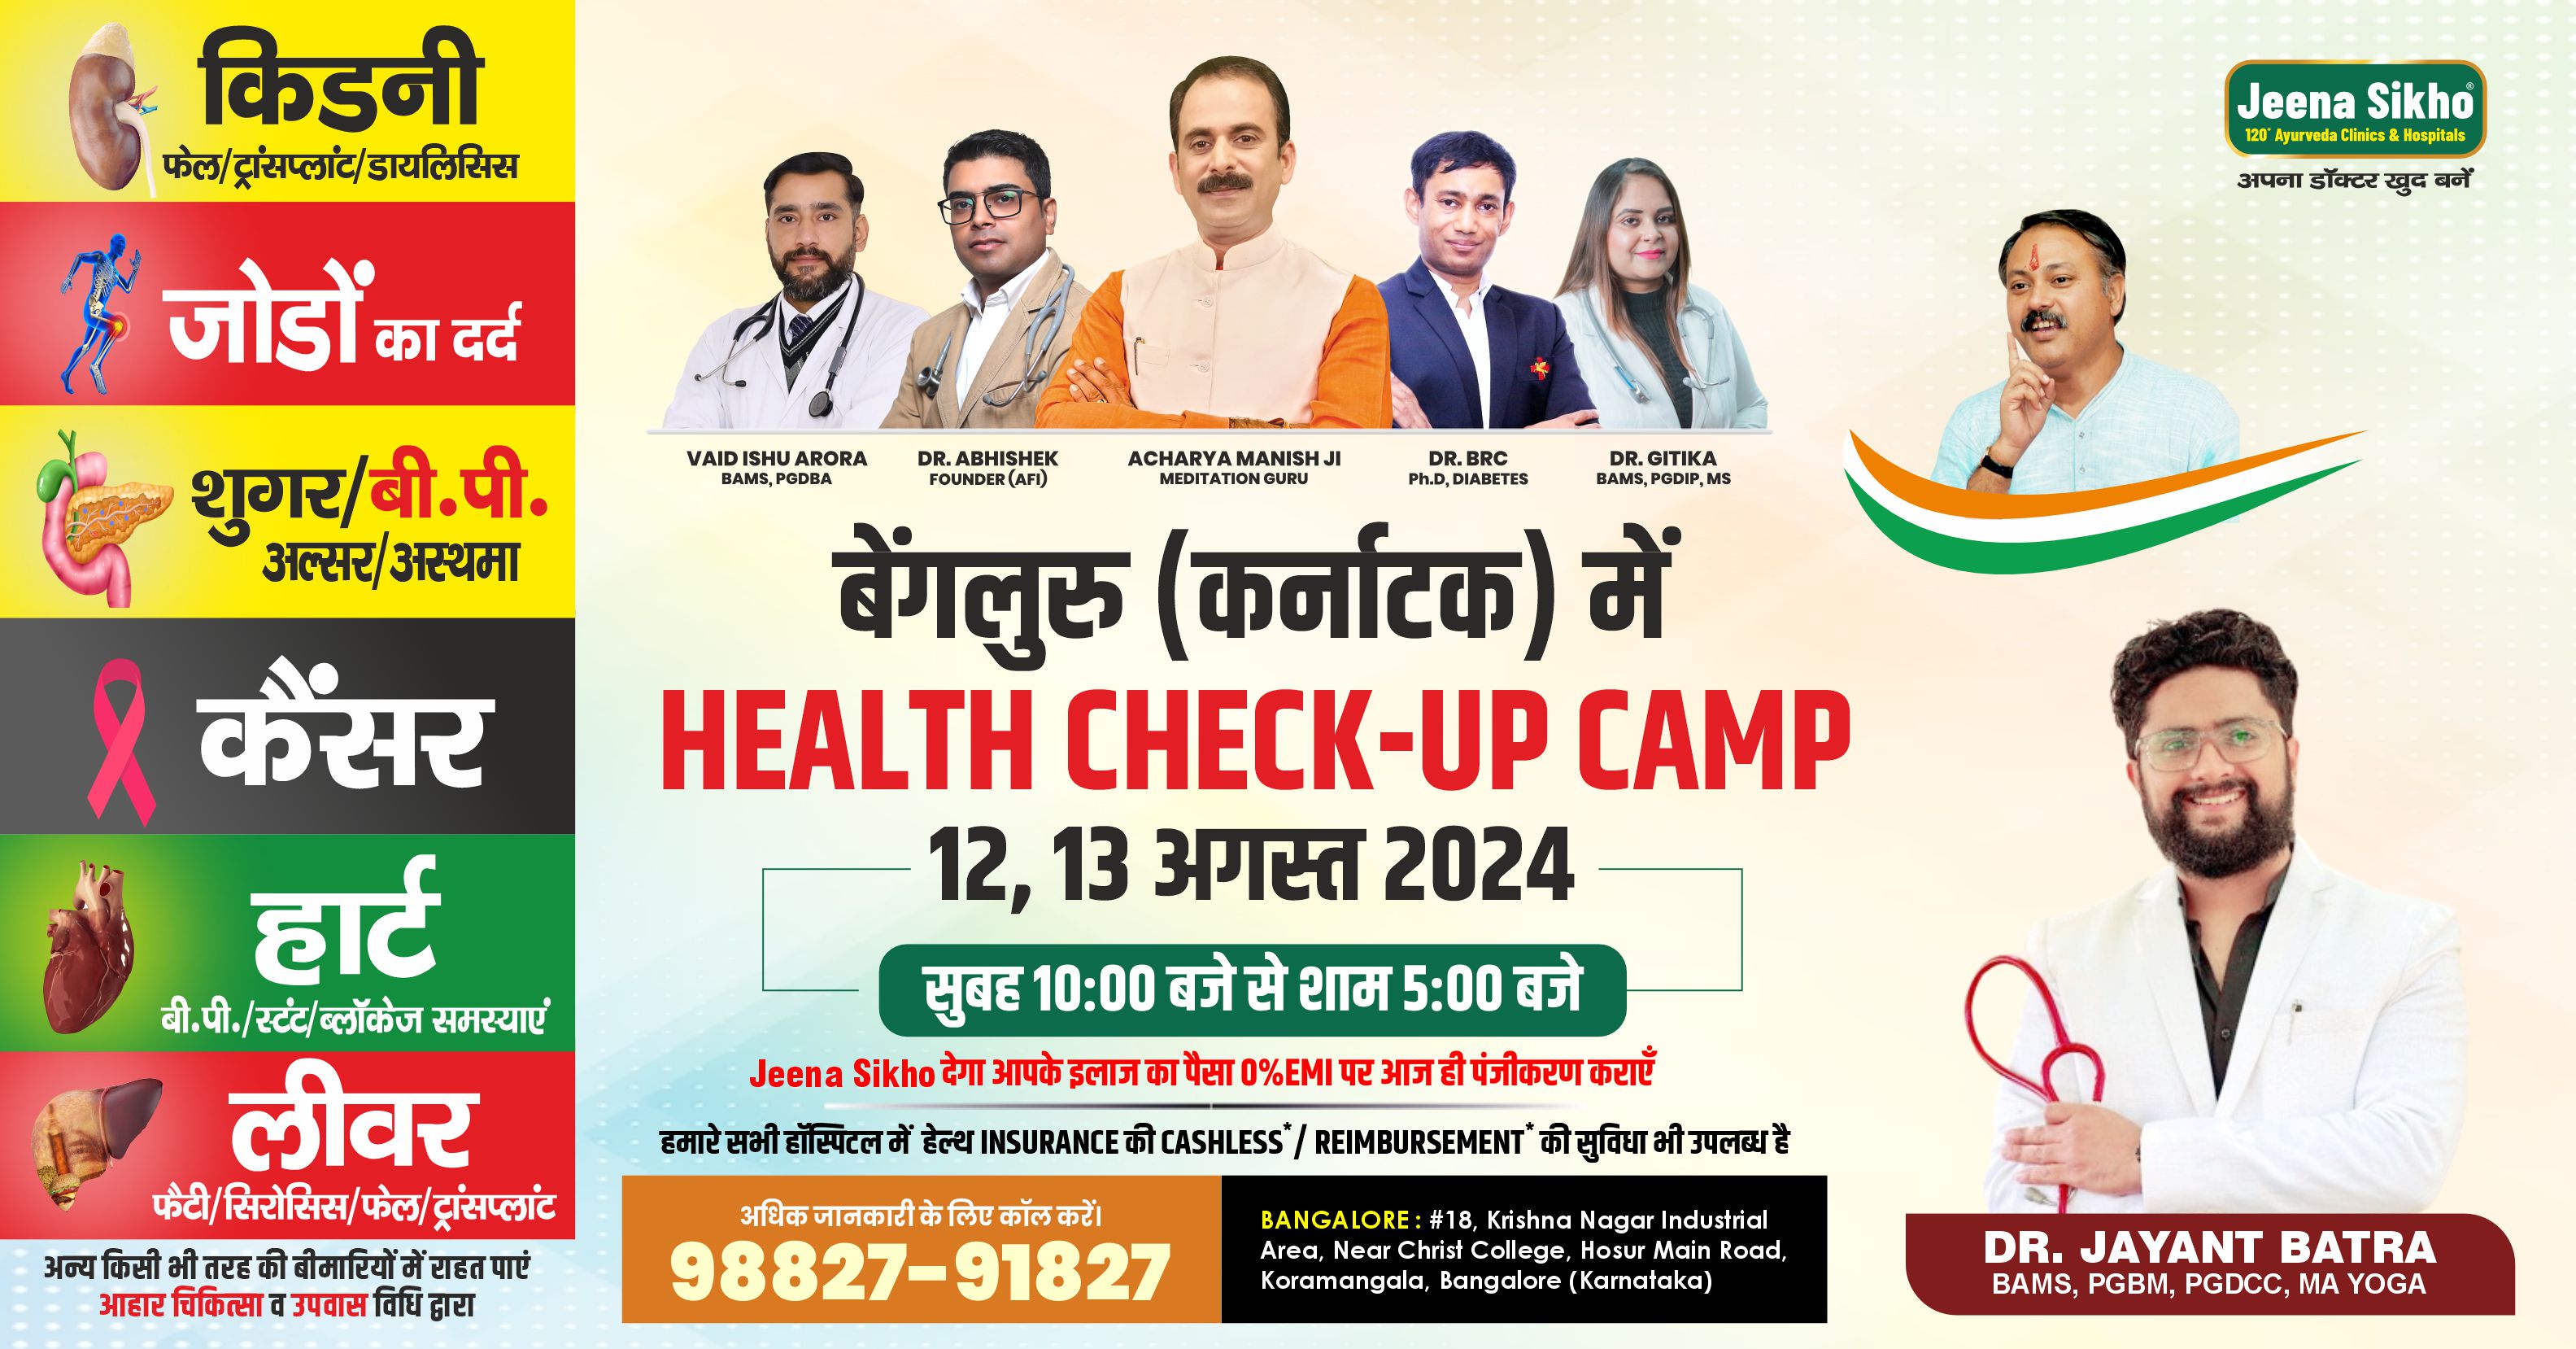 किडनी
फेल/ट्रांसप्लांट/डायलिसिस
जोडों का दर्द
शुगर/बी.पी.
अल्सर/अस्थमा
कैंसर
हार्ट
बी.पी./स्टंट/ब्लॉकेज समस्याएं
लीवर
फैटी/सिरोसिस/फेल/ट्रांसप्लांट
अन्य किसी भी तरह की बीमारियों में राहत पाएं
आहार चिकित्सा व उपवास विधि द्वारा
VAID ISHU ARORA
BAMS, PGDBA
DR. ABHISHEK
FOUNDER (AFI)
ACHARYA MANISH JI
MEDITATION GURU
DR. BRC
Ph.D, DIABETES
DR. GITIKA
BAMS, PGDIP, MS
बेंगलुरु (कर्नाटक) में
HEALTH CHECK-UP CAMP
12, 13 अगस्त 2024
सुबह 10:00 बजे से शाम 5:00 बजे
Jeena Sikho देगा आपके इलाज का पैसा 0%EMI पर आज ही पंजीकरण कराएँ
हमारे सभी हॉस्पिटल में हेल्थ INSURANCE की CASHLESS*/ REIMBURSEMENT* की सुविधा भी उपलब्ध है
अधिक जानकारी के लिए कॉल करें।
98827-91827
BANGALORE : #18, Krishna Nagar Industrial
Area, Near Christ College, Hosur Main Road,
Koramangala, Bangalore (Karnataka)
Jeena Sikho®
120+ Ayurveda Clinics & Hospitals
अपना डॉक्टर खुद बनें
DR. JAYANT BATRA
BAMS, PGBM, PGDCC, MA YOGA